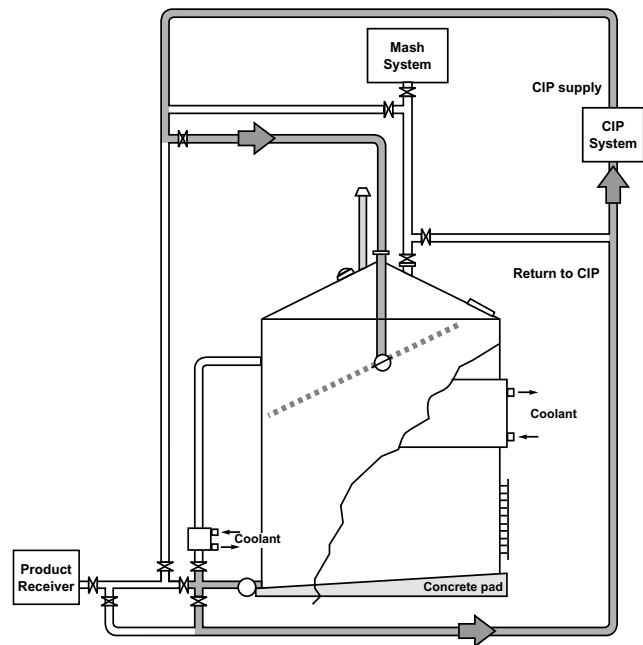 Mash
System
CIP supply
CIP
System
Return to CIP
Coolant
Coolant
Product
Receiver
Concrete pad